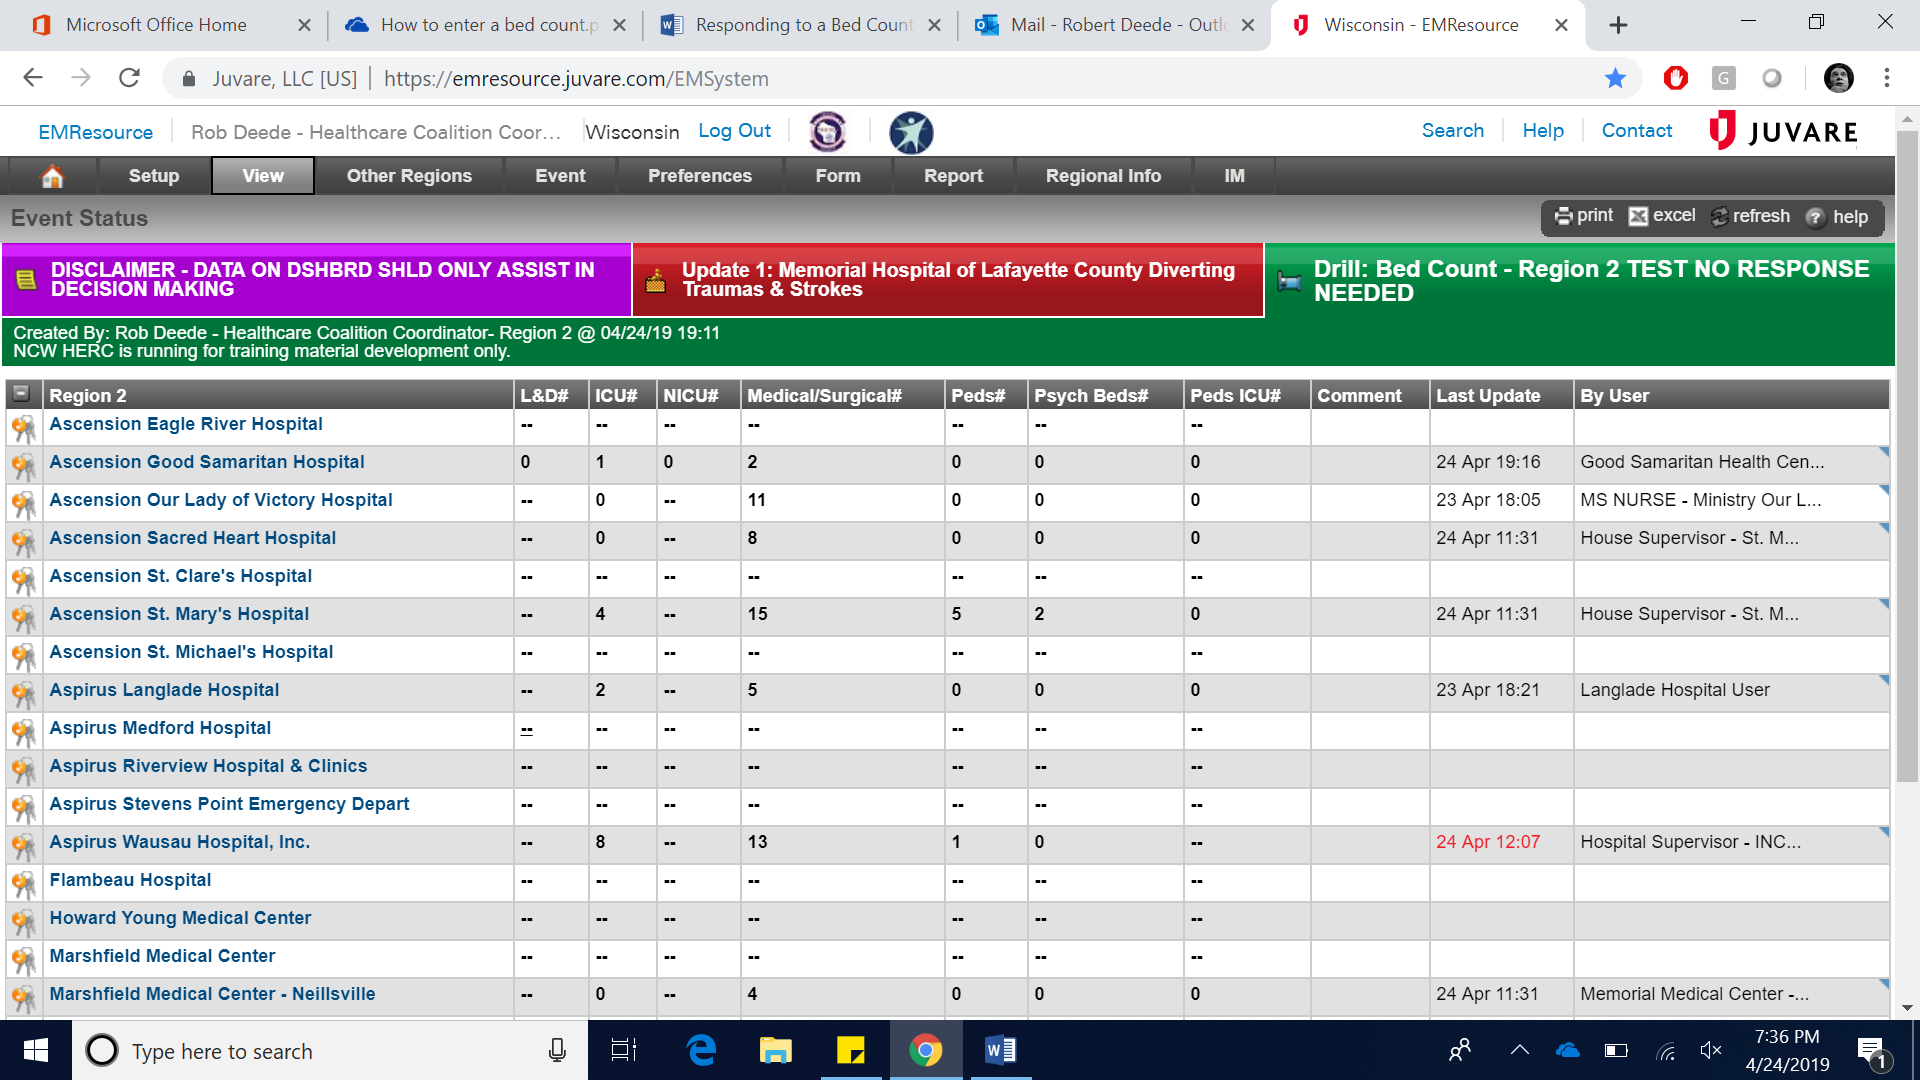 Microsoft Office Home
How to enter a bed count.p
Responding to a Bed Count
Mail - Robert Deede - Outlo
Wisconsin - EMResource
Juvare, LLC [US] | https://emresource.juvare.com/EMSystem
G
EMResource Rob Deede - Healthcare Coalition Coor... Wisconsin Log Out Search Help Contact JUVARE
Setup View Other Regions Event Preferences Form Report Regional Info IM
Event Status print excel refresh help
DISCLAIMER - DATA ON DSHBRD SHLD ONLY ASSIST IN
DECISION MAKING
Update 1: Memorial Hospital of Lafayette County Diverting
Traumas & Strokes
Drill: Bed Count - Region 2 TEST NO RESPONSE
NEEDED
Created By: Rob Deede - Healthcare Coalition Coordinator- Region 2 @ 04/24/19 19:11
NCW HERC is running for training material development only.
Region 2 L&D# ICU# NICU# Medical/Surgical# Peds# Psych Beds# Peds ICU# Comment Last Update By User
Ascension Eagle River Hospital -- -- -- -- -- -- --
Ascension Good Samaritan Hospital 0 1 0 2 0 0 0 24 Apr 19:16 Good Samaritan Health Cen...
Ascension Our Lady of Victory Hospital -- 0 -- 11 0 0 0 23 Apr 18:05 MS NURSE - Ministry Our L...
Ascension Sacred Heart Hospital -- 0 -- 8 0 0 0 24 Apr 11:31 House Supervisor - St. M...
Ascension St. Clare's Hospital -- -- -- -- -- -- --
Ascension St. Mary's Hospital -- 4 -- 15 5 2 0 24 Apr 11:31 House Supervisor - St. M...
Ascension St. Michael's Hospital -- -- -- -- -- -- --
Aspirus Langlade Hospital -- 2 -- 5 0 0 0 23 Apr 18:21 Langlade Hospital User
Aspirus Medford Hospital -- -- -- -- -- -- --
Aspirus Riverview Hospital & Clinics -- -- -- -- -- -- --
Aspirus Stevens Point Emergency Depart -- -- -- -- -- -- --
Aspirus Wausau Hospital, Inc. -- 8 -- 13 1 0 -- 24 Apr 12:07 Hospital Supervisor - INC...
Flambeau Hospital -- -- -- -- -- -- --
Howard Young Medical Center -- -- -- -- -- -- --
Marshfield Medical Center -- -- -- -- -- -- --
Marshfield Medical Center - Neillsville -- 0 -- 4 0 0 0 24 Apr 11:31 Memorial Medical Center -...
Type here to search
7:36 PM
4/24/2019
1